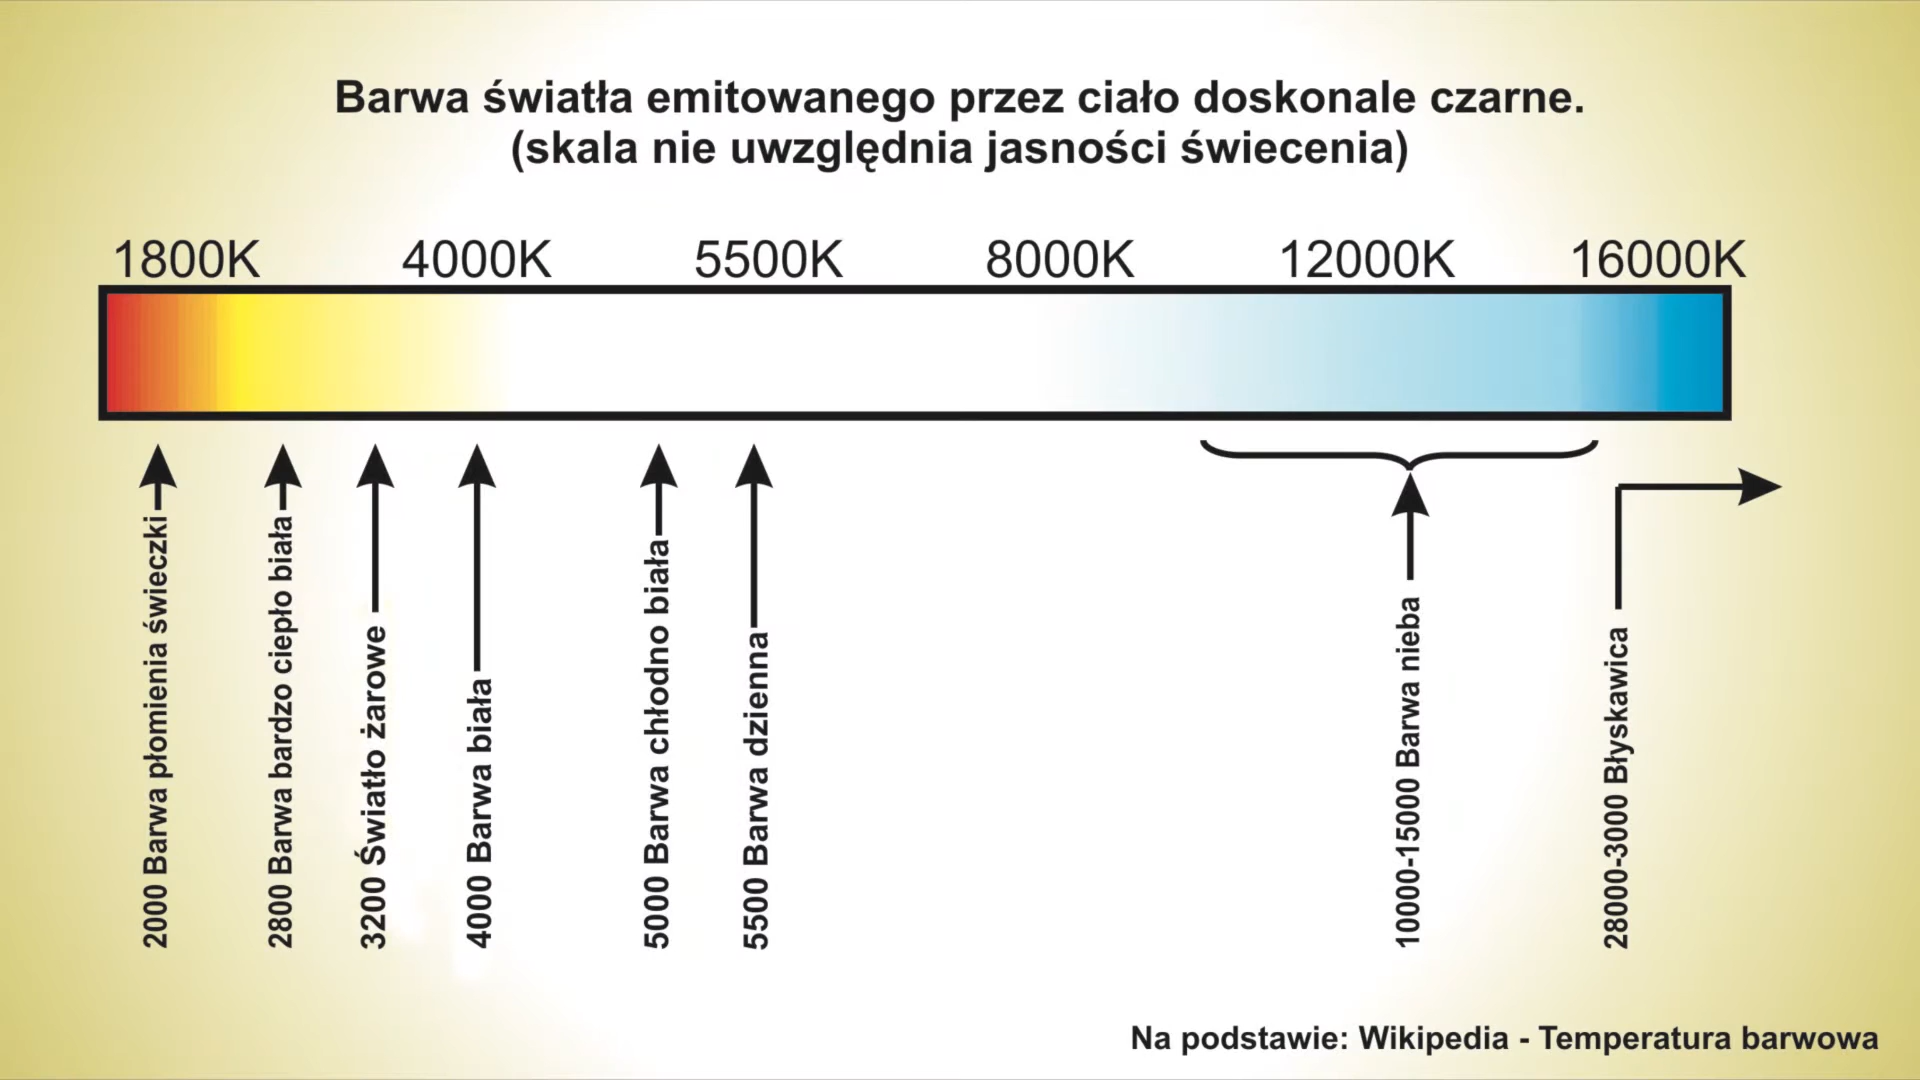 Barwa światła emitowanego przez ciało doskonale czarne.
(skala nie uwzględnia jasności świecenia)
1800K 4000K 5500K 8000K 12000K 16000K
2000 Barwa płomienia świeczki
2800 Barwa bardzo ciepło biała
3200 Światło żarowe
4000 Barwa biała
5000 Barwa chłodno biała
5500 Barwa dzienna
10000-15000 Barwa nieba
28000-3000 Błyskawica
Na podstawie: Wikipedia - Temperatura barwowa